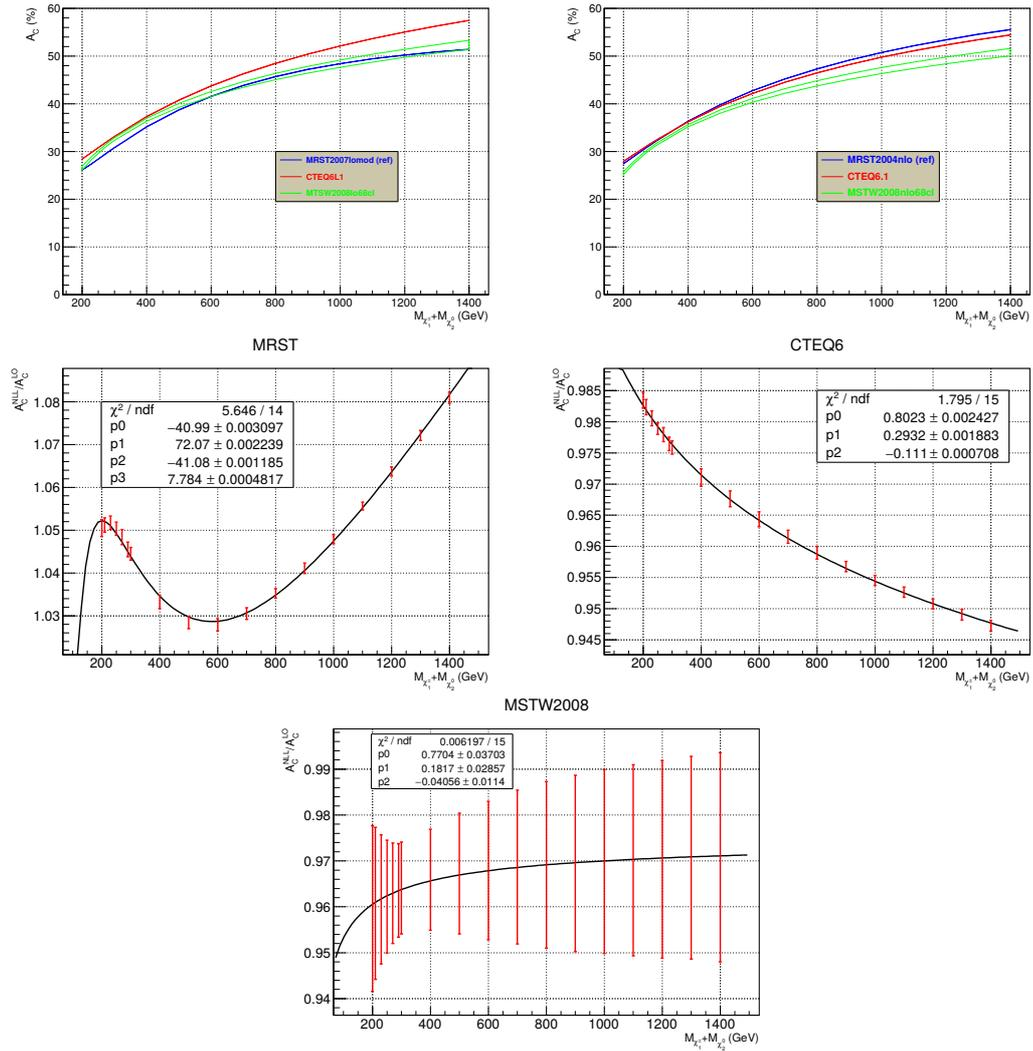 A_C (%)
60
50
40
30
20
10
0
MRST2007lomod (ref)
CTEQ6L1
MTSW2008lo68cl
200 400 600 800 1000 1200 1400
M_χ₁±+M_χ₂⁰ (GeV)
A_C (%)
60
50
40
30
20
10
0
MRST2004nlo (ref)
CTEQ6.1
MSTW2008nlo68cl
200 400 600 800 1000 1200 1400
M_χ₁±+M_χ₂⁰ (GeV)
MRST
A_C^NLL/A_C^LO
χ² / ndf 5.646 / 14
p0 −40.99 ± 0.003097
p1 72.07 ± 0.002239
p2 −41.08 ± 0.001185
p3 7.784 ± 0.0004817
1.08
1.07
1.06
1.05
1.04
1.03
200 400 600 800 1000 1200 1400
M_χ₁±+M_χ₂⁰ (GeV)
CTEQ6
A_C^NLL/A_C^LO
χ² / ndf 1.795 / 15
p0 0.8023 ± 0.002427
p1 0.2932 ± 0.001883
p2 −0.111 ± 0.000708
0.985
0.98
0.975
0.97
0.965
0.96
0.955
0.95
0.945
200 400 600 800 1000 1200 1400
M_χ₁±+M_χ₂⁰ (GeV)
MSTW2008
A_C^NLL/A_C^LO
χ² / ndf 0.006197 / 15
p0 0.7704 ± 0.03703
p1 0.1817 ± 0.02857
p2 −0.04056 ± 0.0114
0.99
0.98
0.97
0.96
0.95
0.94
200 400 600 800 1000 1200 1400
M_χ₁±+M_χ₂⁰ (GeV)